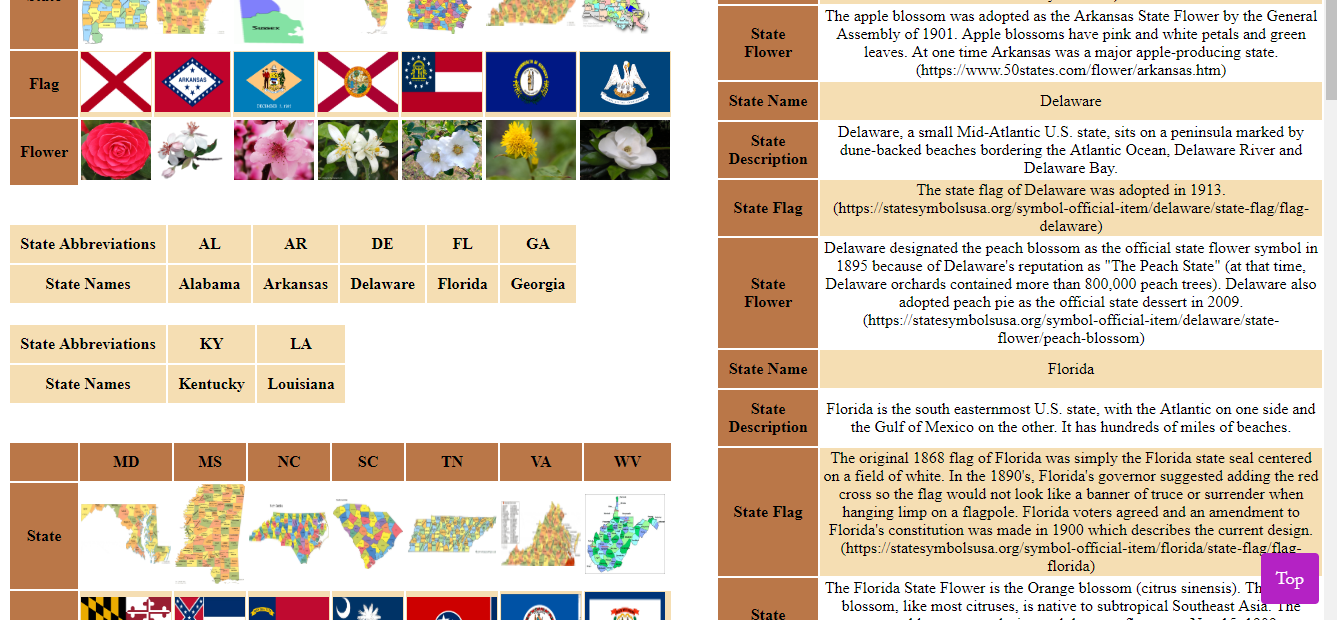 Flag
ARKANSAS
DECEMBER 7, 1787
Flower
State Abbreviations AL AR DE FL GA
State Names Alabama Arkansas Delaware Florida Georgia
State Abbreviations KY LA
State Names Kentucky Louisiana
MD MS NC SC TN VA WV
State
The apple blossom was adopted as the Arkansas State Flower by the General
Assembly of 1901. Apple blossoms have pink and white petals and green
leaves. At one time Arkansas was a major apple-producing state.
(https://www.50states.com/flower/arkansas.htm)
State
Flower
State Name Delaware
State
Description
Delaware, a small Mid-Atlantic U.S. state, sits on a peninsula marked by
dune-backed beaches bordering the Atlantic Ocean, Delaware River and
Delaware Bay.
State Flag
The state flag of Delaware was adopted in 1913.
(https://statesymbolsusa.org/symbol-official-item/delaware/state-flag/flag-
delaware)
State
Flower
Delaware designated the peach blossom as the official state flower symbol in
1895 because of Delaware's reputation as "The Peach State" (at that time,
Delaware orchards contained more than 800,000 peach trees). Delaware also
adopted peach pie as the official state dessert in 2009.
(https://statesymbolsusa.org/symbol-official-item/delaware/state-
flower/peach-blossom)
State Name Florida
State
Description
Florida is the south easternmost U.S. state, with the Atlantic on one side and
the Gulf of Mexico on the other. It has hundreds of miles of beaches.
State Flag
The original 1868 flag of Florida was simply the Florida state seal centered
on a field of white. In the 1890's, Florida's governor suggested adding the red
cross so the flag would not look like a banner of truce or surrender when
hanging limp on a flagpole. Florida voters agreed and an amendment to
Florida's constitution was made in 1900 which describes the current design.
(https://statesymbolsusa.org/symbol-official-item/florida/state-flag/flag-
florida)
State
The Florida State Flower is the Orange blossom (citrus sinensis).
blossom, like most citruses, is native to subtropical Southeast Asia. The
Top